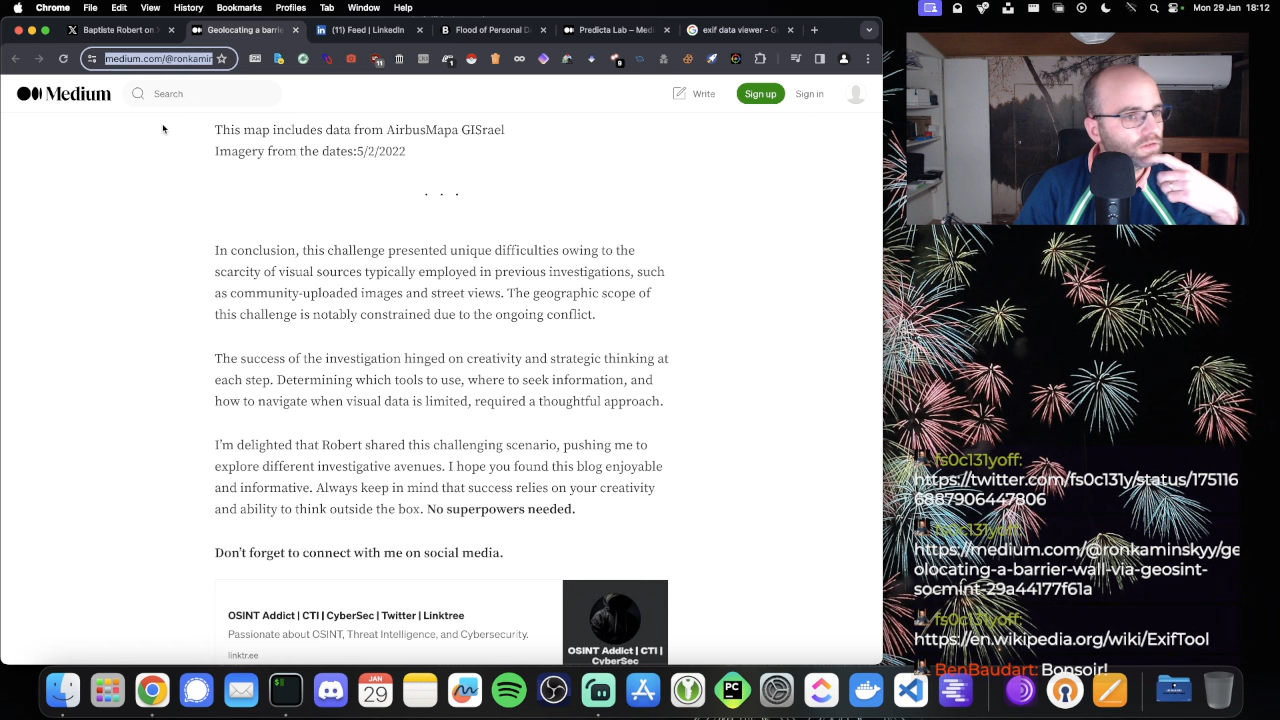 Chrome File Edit View History Bookmarks Profiles Tab Window Help
Mon 29 Jan 18:12
Baptiste Robert on
Geolocating a barrie
(11) Feed | LinkedIn
Flood of Personal D
Predicta Lab – Medi
exif data viewer - G
medium.com/@ronkamin
Medium
Search
Write
Sign up
Sign in
This map includes data from AirbusMapa GISrael
Imagery from the dates:5/2/2022
. . .
In conclusion, this challenge presented unique difficulties owing to the
scarcity of visual sources typically employed in previous investigations, such
as community-uploaded images and street views. The geographic scope of
this challenge is notably constrained due to the ongoing conflict.
The success of the investigation hinged on creativity and strategic thinking at
each step. Determining which tools to use, where to seek information, and
how to navigate when visual data is limited, required a thoughtful approach.
I'm delighted that Robert shared this challenging scenario, pushing me to
explore different investigative avenues. I hope you found this blog enjoyable
and informative. Always keep in mind that success relies on your creativity
and ability to think outside the box. No superpowers needed.
Don't forget to connect with me on social media.
OSINT Addict | CTI | CyberSec | Twitter | Linktree
Passionate about OSINT, Threat Intelligence, and Cybersecurity.
linktr.ee
OSINT Addict | CTI |
CyberSec
fs0c131yoff:
https://twitter.com/fs0c131y/status/175116
6887906447806
fs0c131yoff:
https://medium.com/@ronkaminskyy/ge
olocating-a-barrier-wall-via-geosint-
socmint-29a44177f61a
fs0c131yoff:
https://en.wikipedia.org/wiki/ExifTool
BenBaudart: Bonsoir!
JAN
29
PC